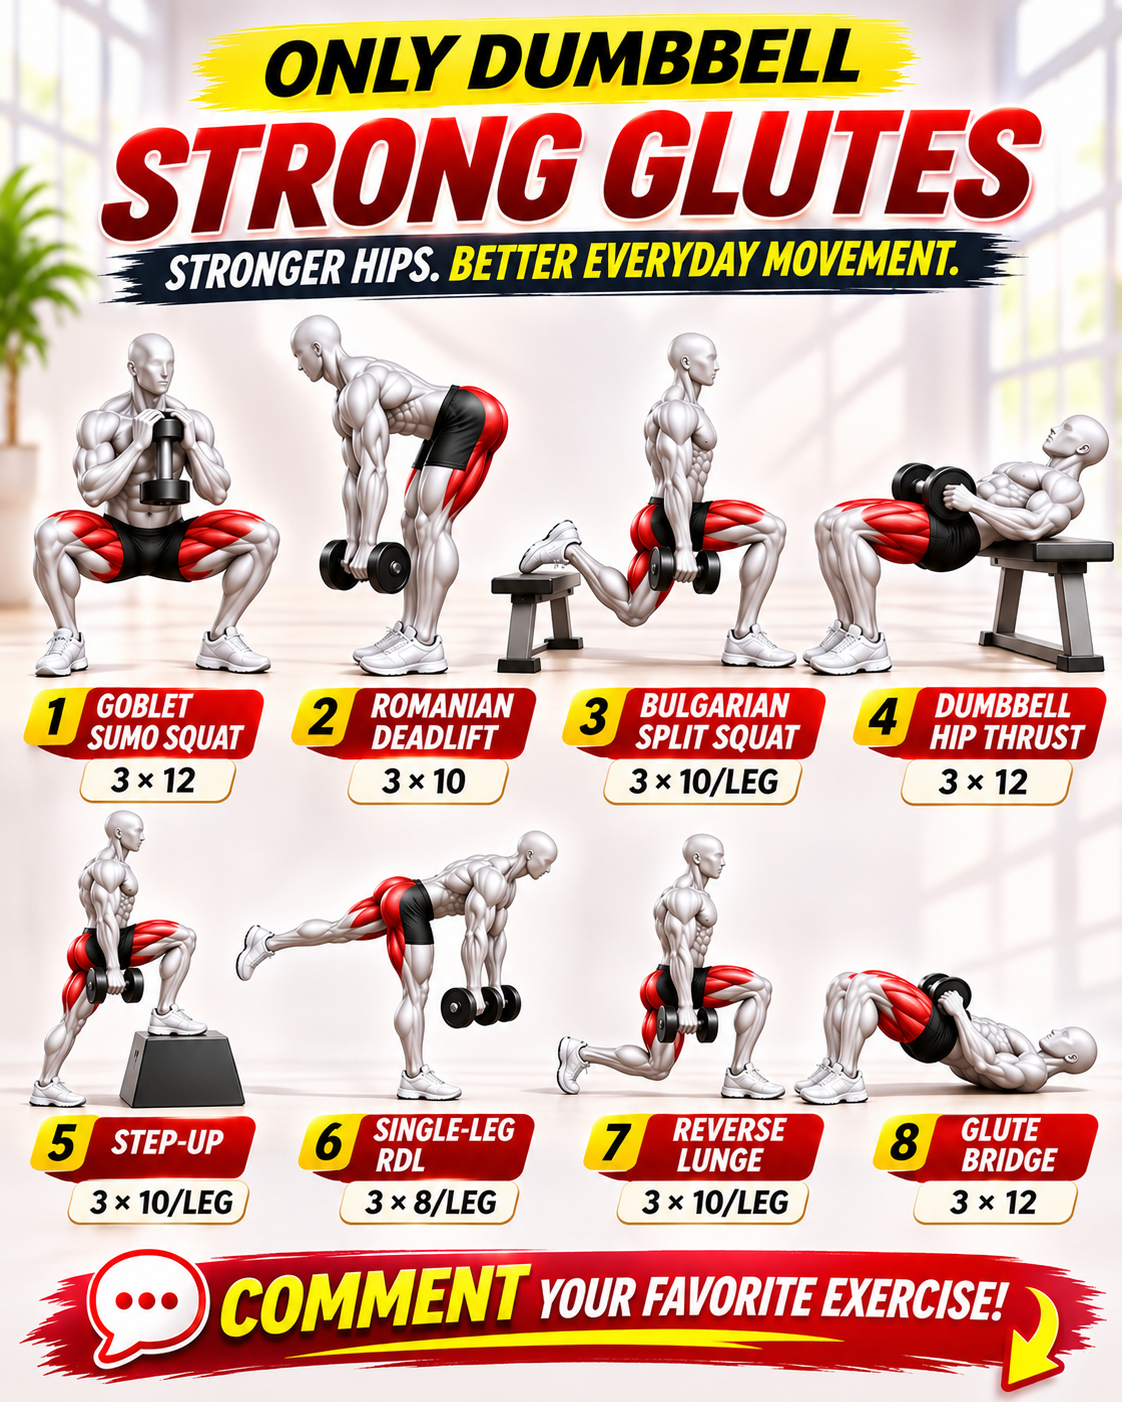 ONLY DUMBBELL
STRONG GLUTES
STRONGER HIPS. BETTER EVERYDAY MOVEMENT.
1 GOBLET
SUMO SQUAT
3 × 12
2 ROMANIAN
DEADLIFT
3 × 10
3 BULGARIAN
SPLIT SQUAT
3 × 10/LEG
4 DUMBBELL
HIP THRUST
3 × 12
5 STEP-UP
3 × 10/LEG
6 SINGLE-LEG
RDL
3 × 8/LEG
7 REVERSE
LUNGE
3 × 10/LEG
8 GLUTE
BRIDGE
3 × 12
COMMENT YOUR FAVORITE EXERCISE!